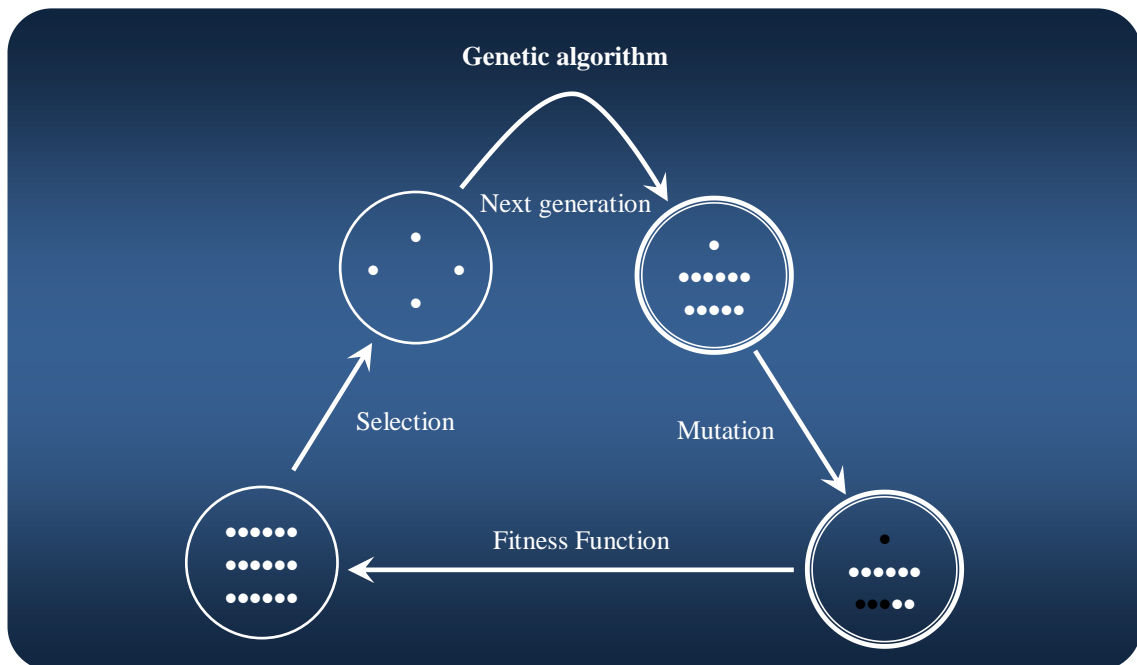 Genetic algorithm
Next generation
Selection
Mutation
Fitness Function